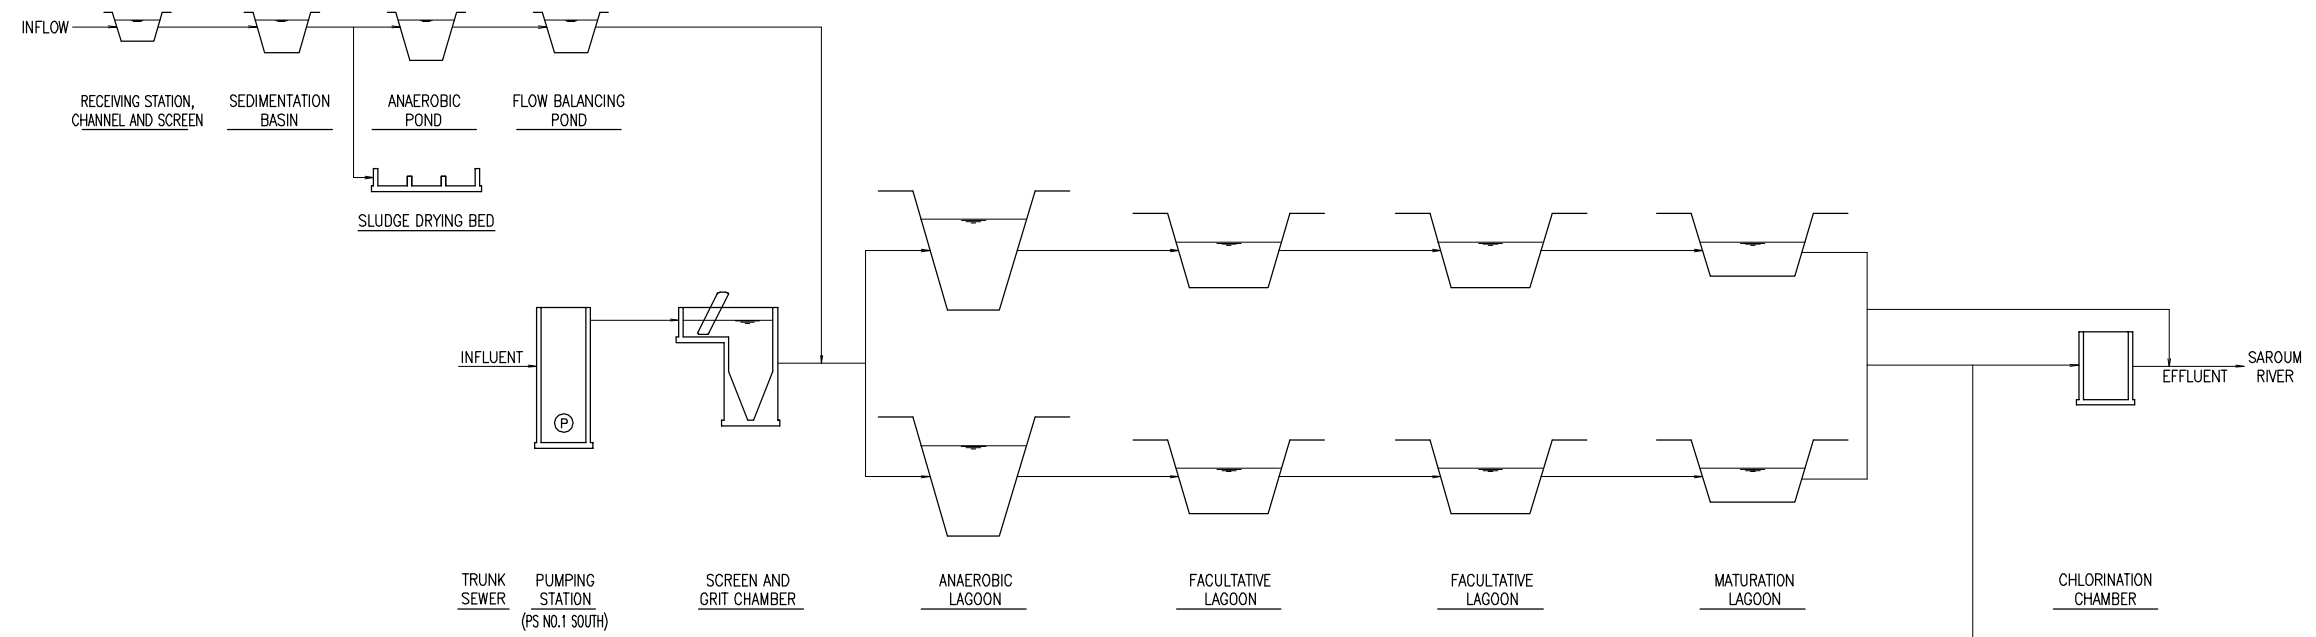 INFLOW
RECEIVING STATION,
CHANNEL AND SCREEN
SEDIMENTATION
BASIN
ANAEROBIC
POND
FLOW BALANCING
POND
SLUDGE DRYING BED
INFLUENT
P
SAROUM
RIVER
EFFLUENT
TRUNK
SEWER
PUMPING
STATION
(PS NO.1 SOUTH)
SCREEN AND
GRIT CHAMBER
ANAEROBIC
LAGOON
FACULTATIVE
LAGOON
FACULTATIVE
LAGOON
MATURATION
LAGOON
CHLORINATION
CHAMBER